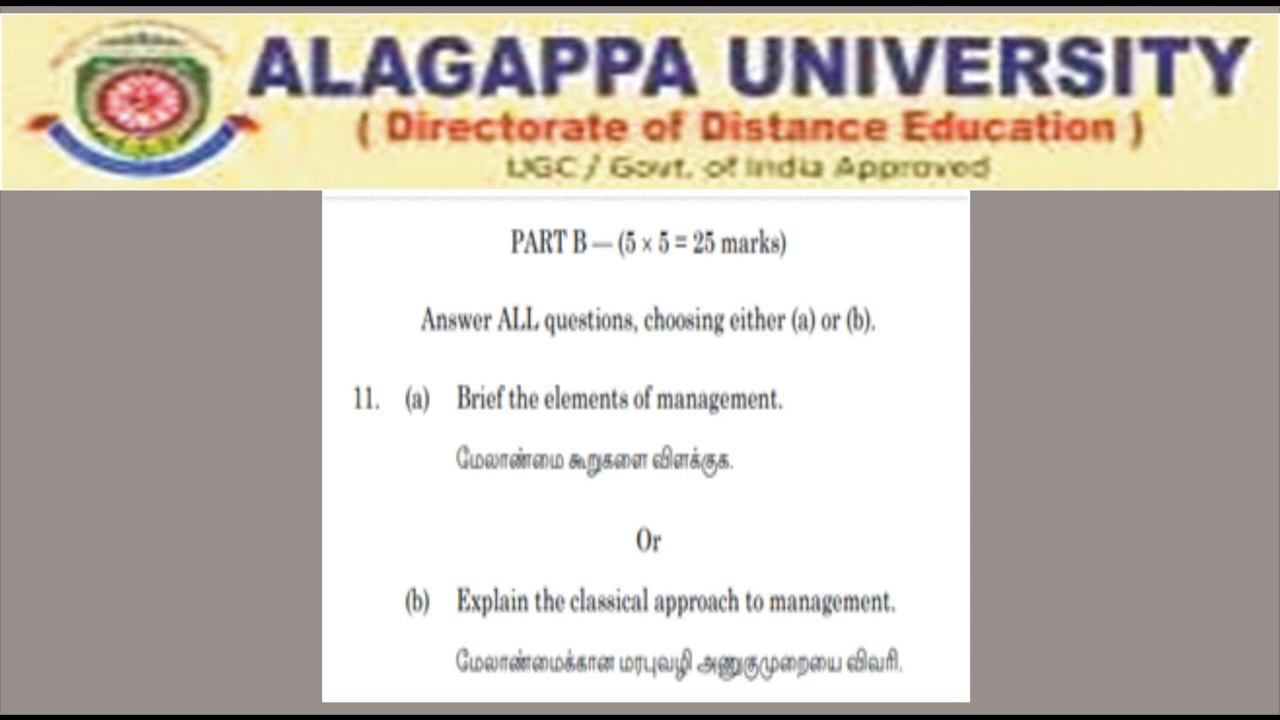 ALAGAPPA UNIVERSITY
( Directorate of Distance Education )
UGC / Govt. of India Approved
PART B — (5 × 5 = 25 marks)
Answer ALL questions, choosing either (a) or (b).
11. (a) Brief the elements of management.
மேலாண்மை கூறுகளை விளக்குக.
Or
(b) Explain the classical approach to management.
மேலாண்மைக்கான மரபுவழி அணுகுமுறையை விவரி.